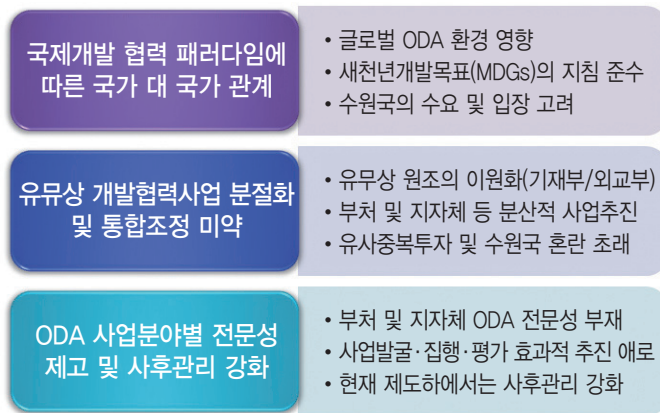 국제개발 협력 패러다임에
따른 국가 대 국가 관계
• 글로벌 ODA 환경 영향
• 새천년개발목표(MDGs)의 지침 준수
• 수원국의 수요 및 입장 고려
유뮤상 개발협력사업 분절화
및 통합조정 미약
• 유무상 원조의 이원화(기재부/외교부)
• 부처 및 지자체 등 분산적 사업추진
• 유사중복투자 및 수원국 혼란 초래
ODA 사업분야별 전문성
제고 및 사후관리 강화
• 부처 및 지자체 ODA 전문성 부재
• 사업발굴·집행·평가 효과적 추진 애로
• 현재 제도하에서는 사후관리 강화